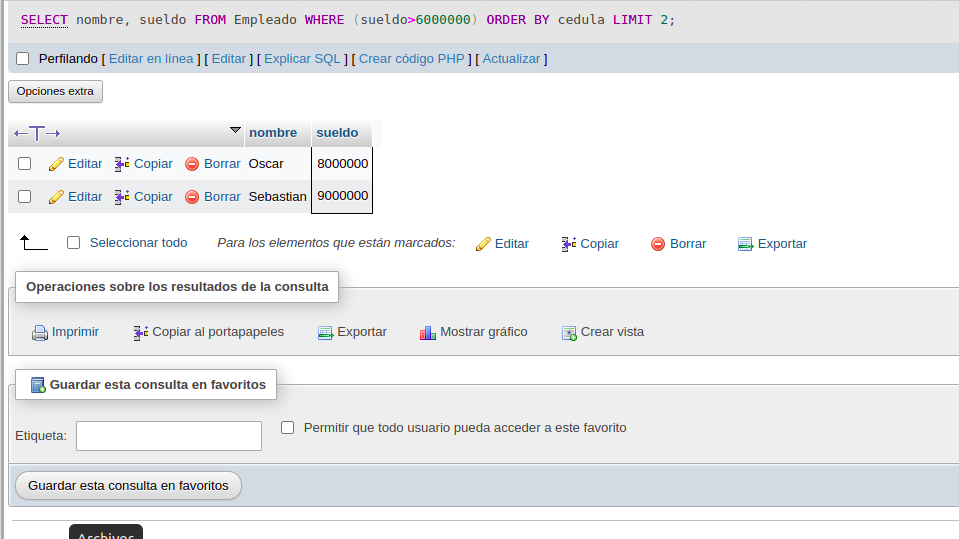 SELECT nombre, sueldo FROM Empleado WHERE (sueldo>6000000) ORDER BY cedula LIMIT 2;
Perfilando [ Editar en línea ] [ Editar ] [ Explicar SQL ] [ Crear código PHP ] [ Actualizar ]
Opciones extra
←T→ nombre sueldo
Editar Copiar Borrar Oscar 8000000
Editar Copiar Borrar Sebastian 9000000
Seleccionar todo Para los elementos que están marcados: Editar Copiar Borrar Exportar
Operaciones sobre los resultados de la consulta
Imprimir Copiar al portapapeles Exportar Mostrar gráfico Crear vista
Guardar esta consulta en favoritos
Etiqueta: Permitir que todo usuario pueda acceder a este favorito
Guardar esta consulta en favoritos
Archivos